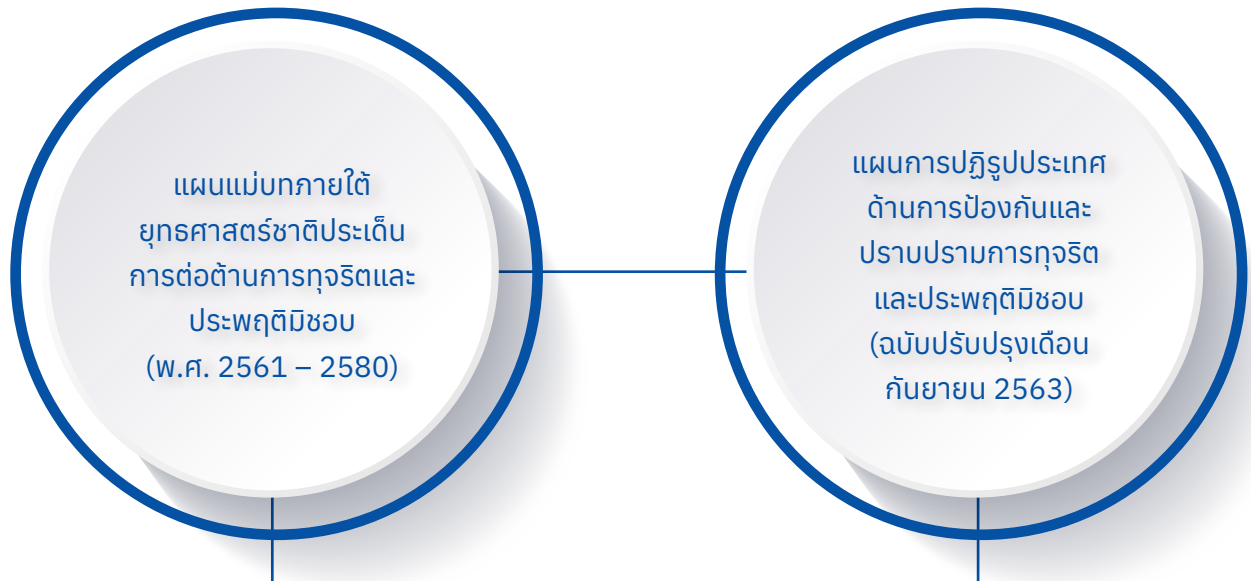 แผนแม่บทภายใต้
ยุทธศาสตร์ชาติประเด็น
การต่อต้านการทุจริตและ
ประพฤติมิชอบ
(พ.ศ. 2561 – 2580)
แผนการปฏิรูปประเทศ
ด้านการป้องกันและ
ปราบปรามการทุจริต
และประพฤติมิชอบ
(ฉบับปรับปรุงเดือน
กันยายน 2563)